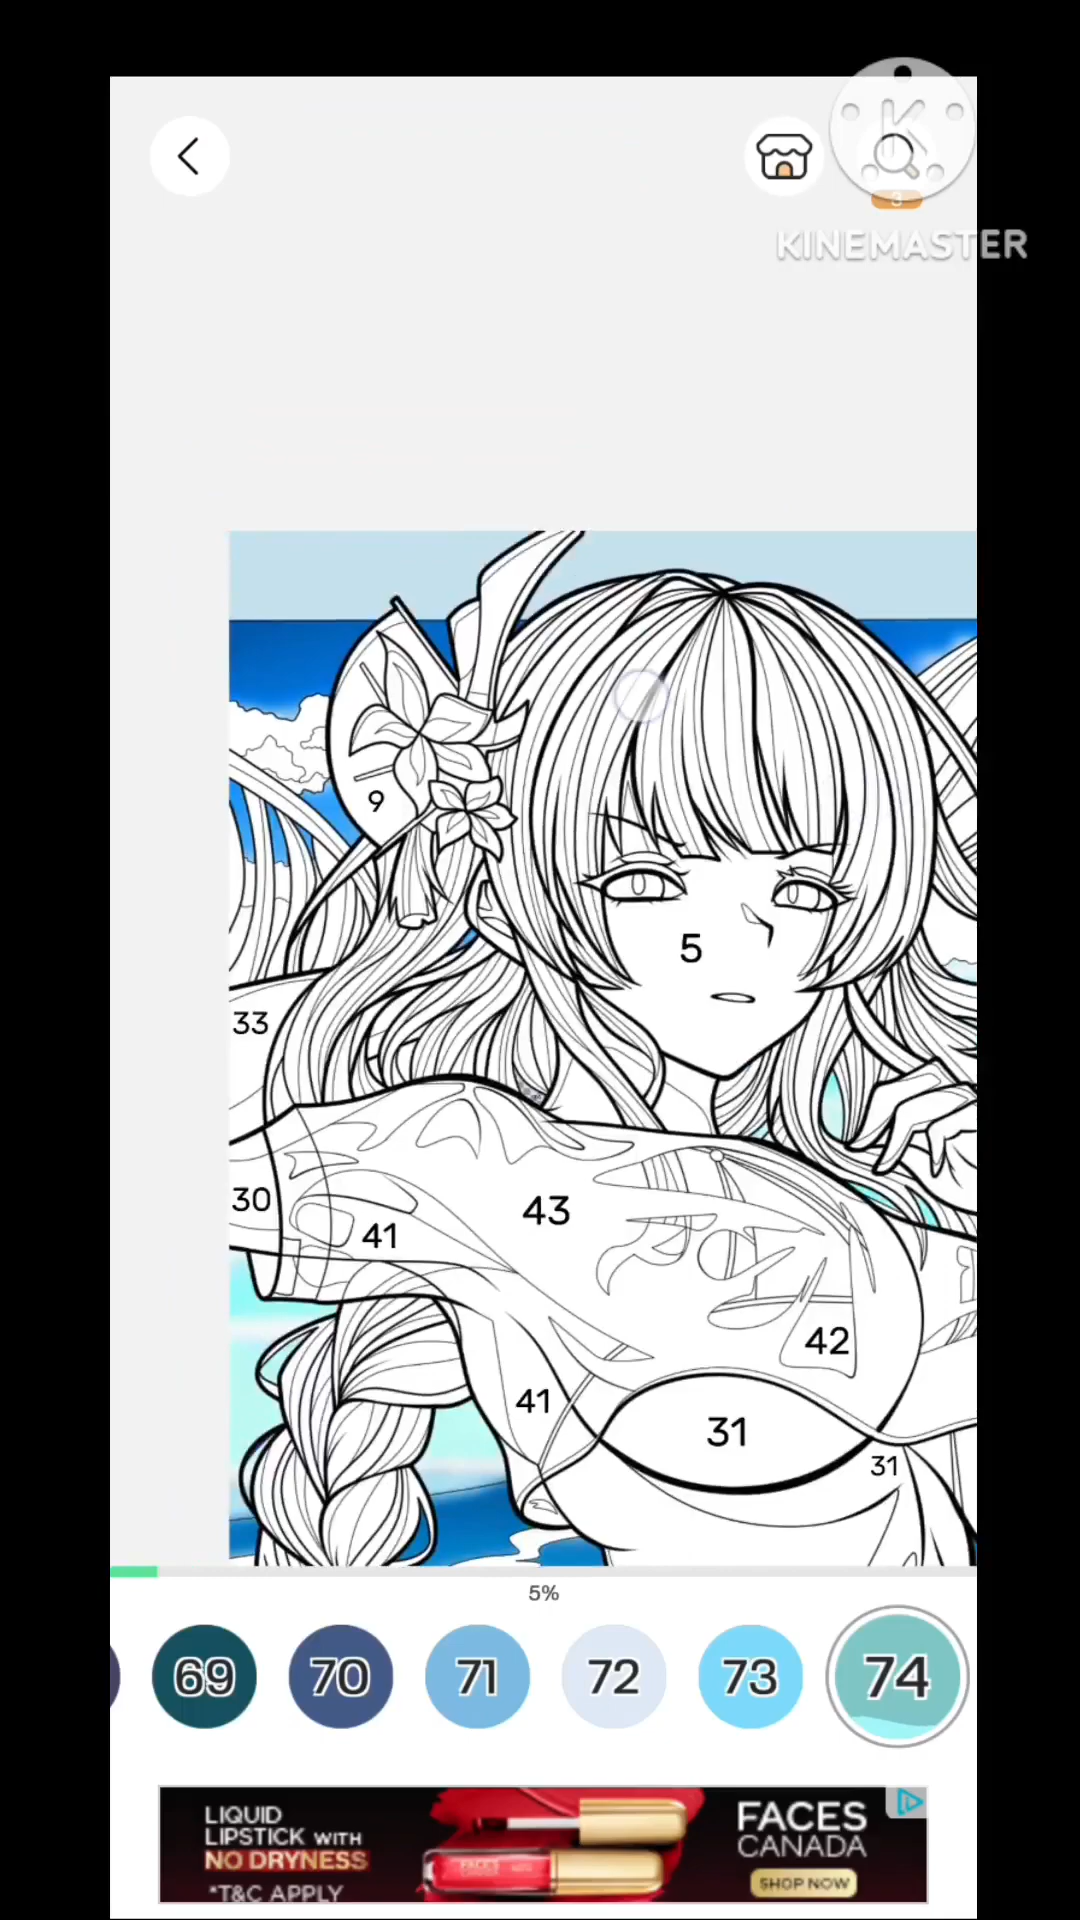 K
3
KINEMASTER
9
5
33
30
43
41
42
41
31
31
5%
69 70 71 72 73 74
LIQUID
LIPSTICK WITH
NO DRYNESS
*T&C APPLY
FACES
CANADA
SHOP NOW